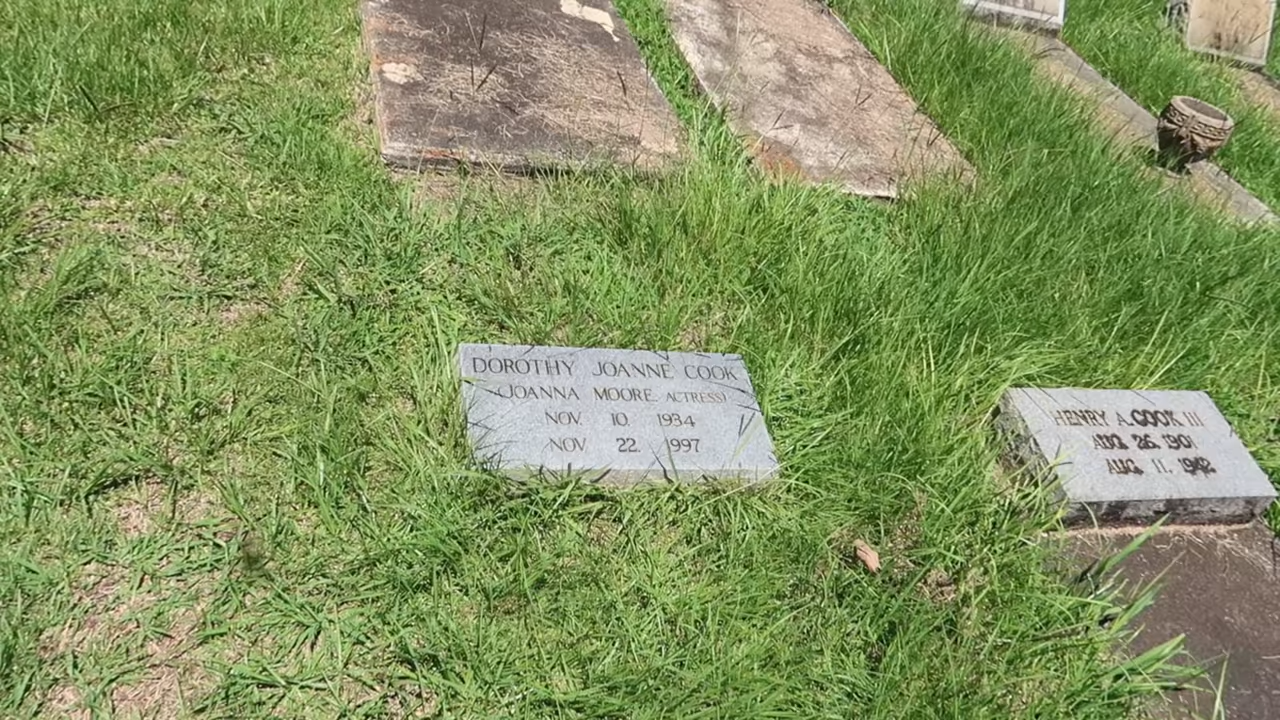 DOROTHY JOANNE COOK
(JOANNA MOORE, ACTRESS)
NOV. 10. 1934
NOV. 22. 1997
HENRY A. COOK III
AUG. 26. 1901
AUG. 11. 1942